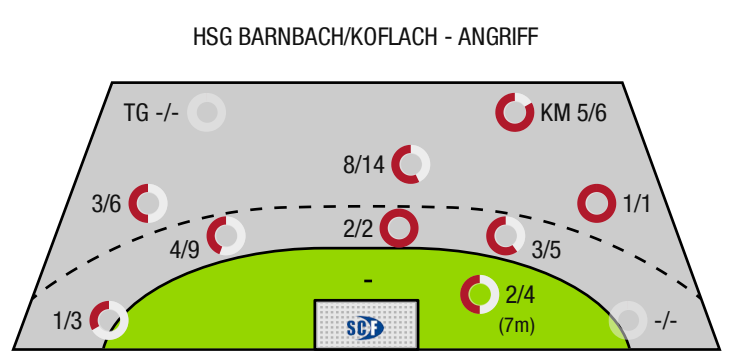 HSG BARNBACH/KOFLACH - ANGRIFF
TG -/-
KM 5/6
8/14
3/6
1/1
4/9
2/2
3/5
-
2/4
(7m)
1/3
SCF
-/-